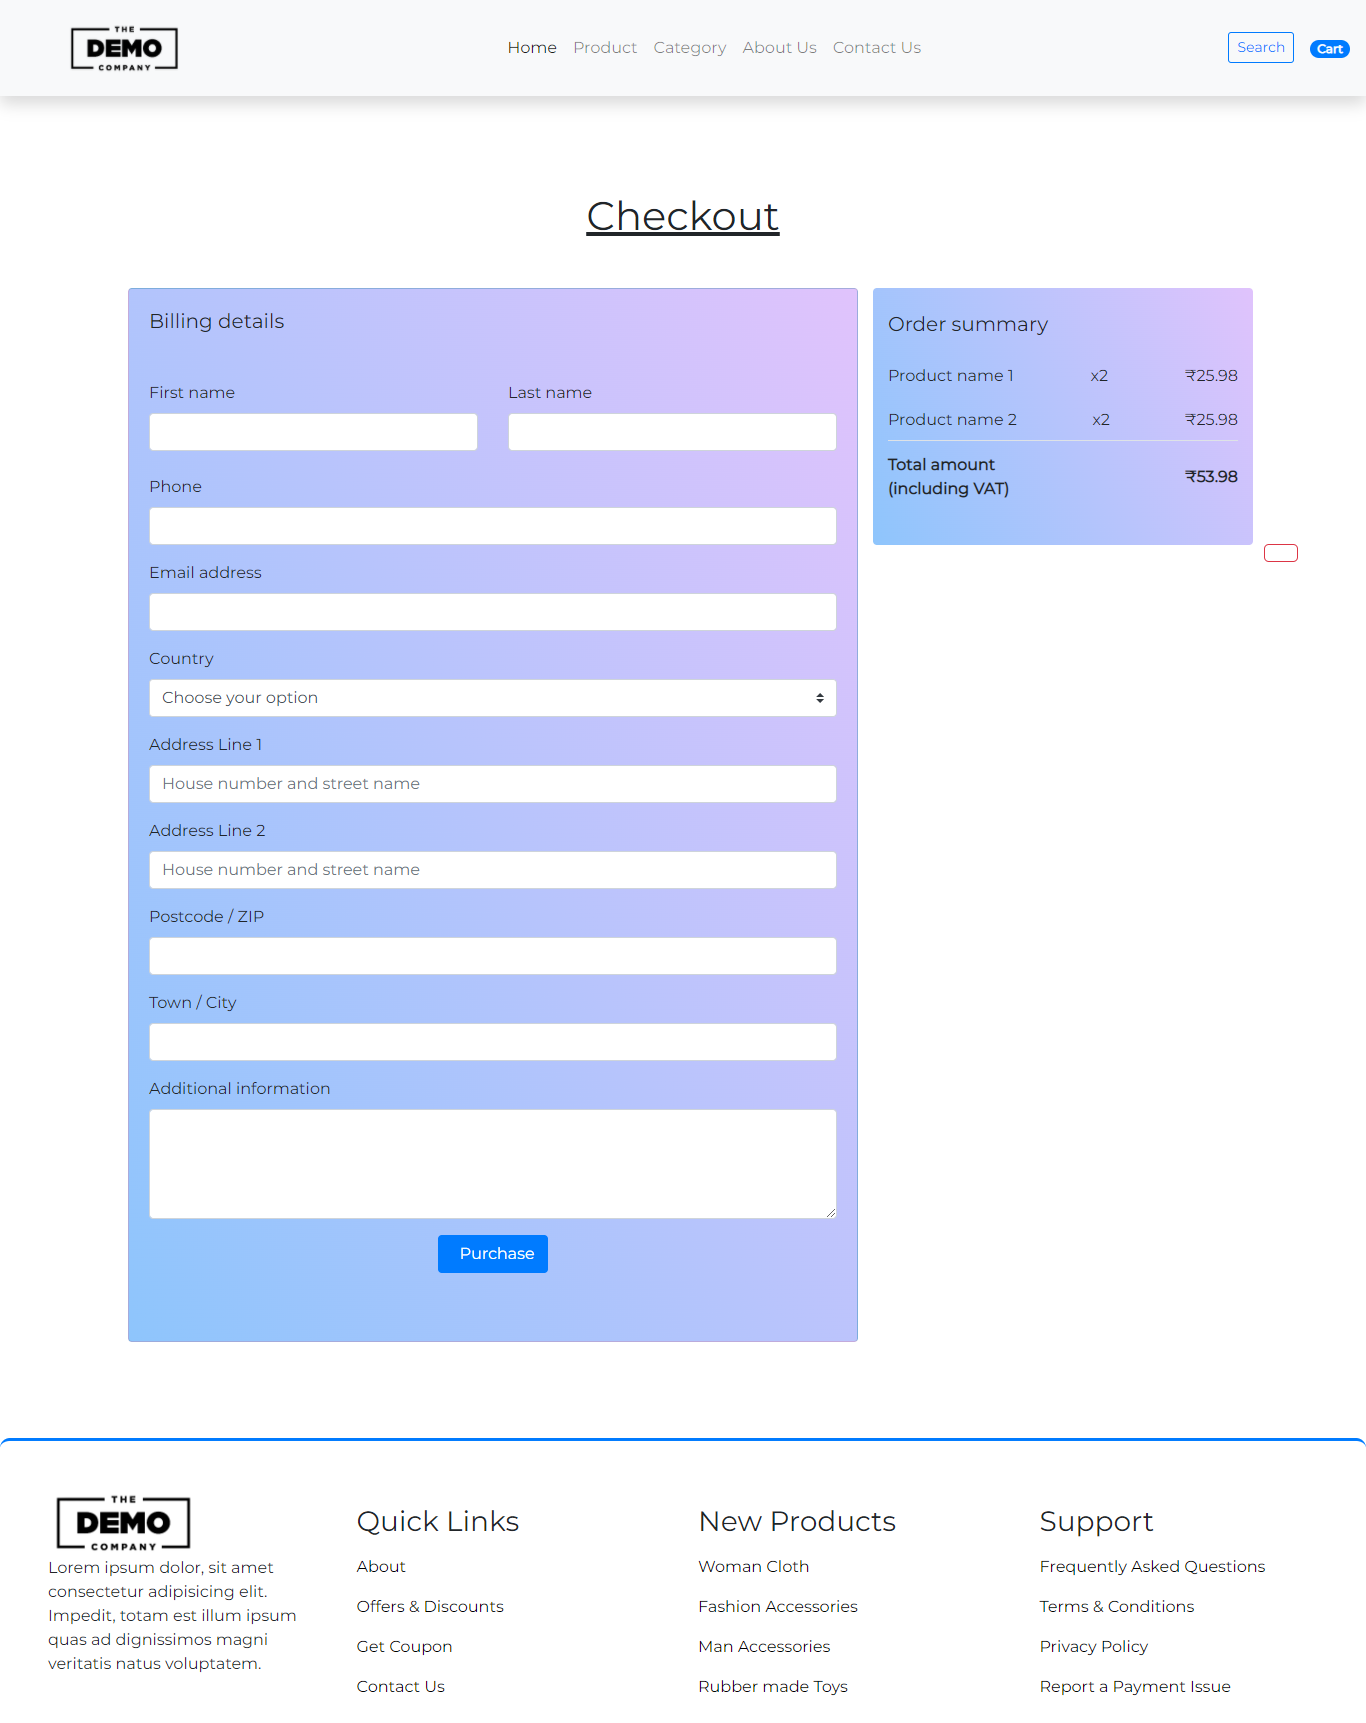 THE
DEMO
COMPANY
Home Product Category About Us Contact Us
Search Cart
Checkout
Billing details
First name Last name
Phone
Email address
Country
Choose your option
Address Line 1
House number and street name
Address Line 2
House number and street name
Postcode / ZIP
Town / City
Additional information
Purchase
Order summary
Product name 1 x2 ₹25.98
Product name 2 x2 ₹25.98
Total amount
(including VAT) ₹53.98
THE
DEMO
COMPANY
Lorem ipsum dolor, sit amet
consectetur adipisicing elit.
Impedit, totam est illum ipsum
quas ad dignissimos magni
veritatis natus voluptatem.
Quick Links
About
Offers & Discounts
Get Coupon
Contact Us
New Products
Woman Cloth
Fashion Accessories
Man Accessories
Rubber made Toys
Support
Frequently Asked Questions
Terms & Conditions
Privacy Policy
Report a Payment Issue